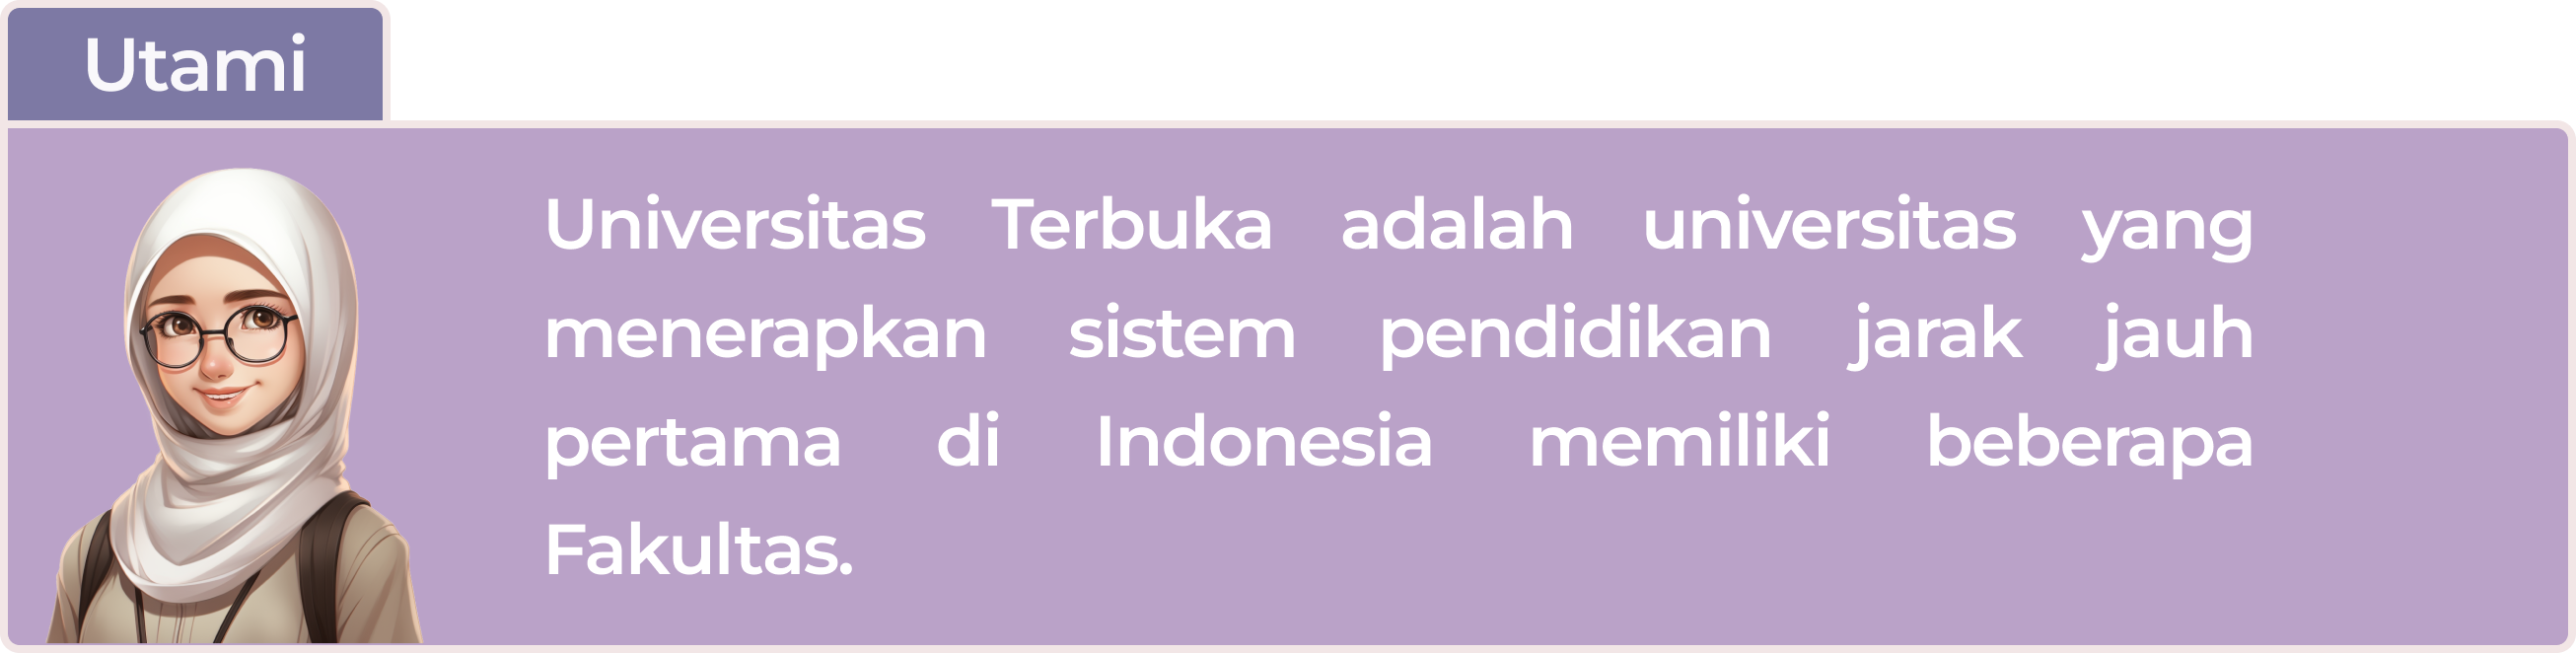 Utami
Universitas Terbuka adalah universitas yang
menerapkan sistem pendidikan jarak jauh
pertama di Indonesia memiliki beberapa
Fakultas.